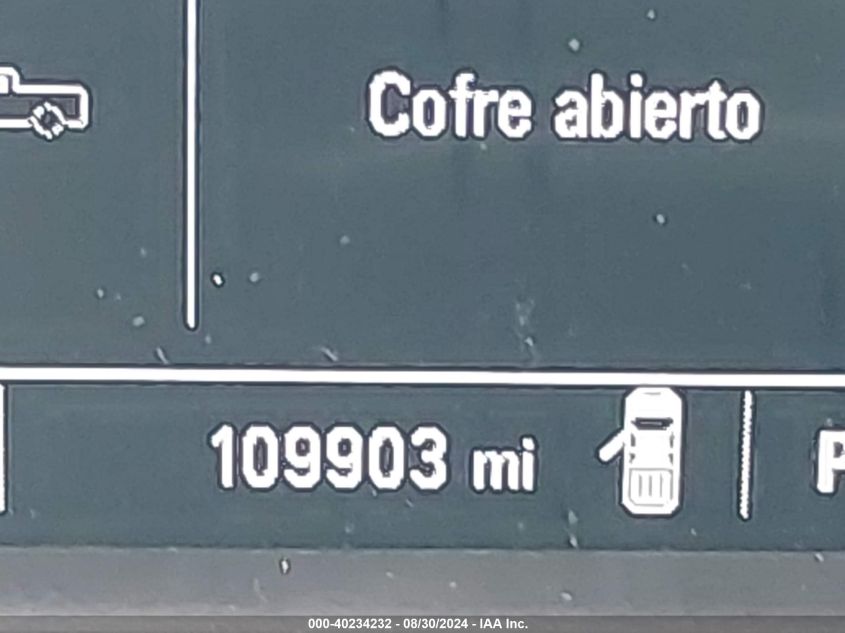 Cofre abierto
109903 mi
P
000-40234232 - 08/30/2024 - IAA Inc.